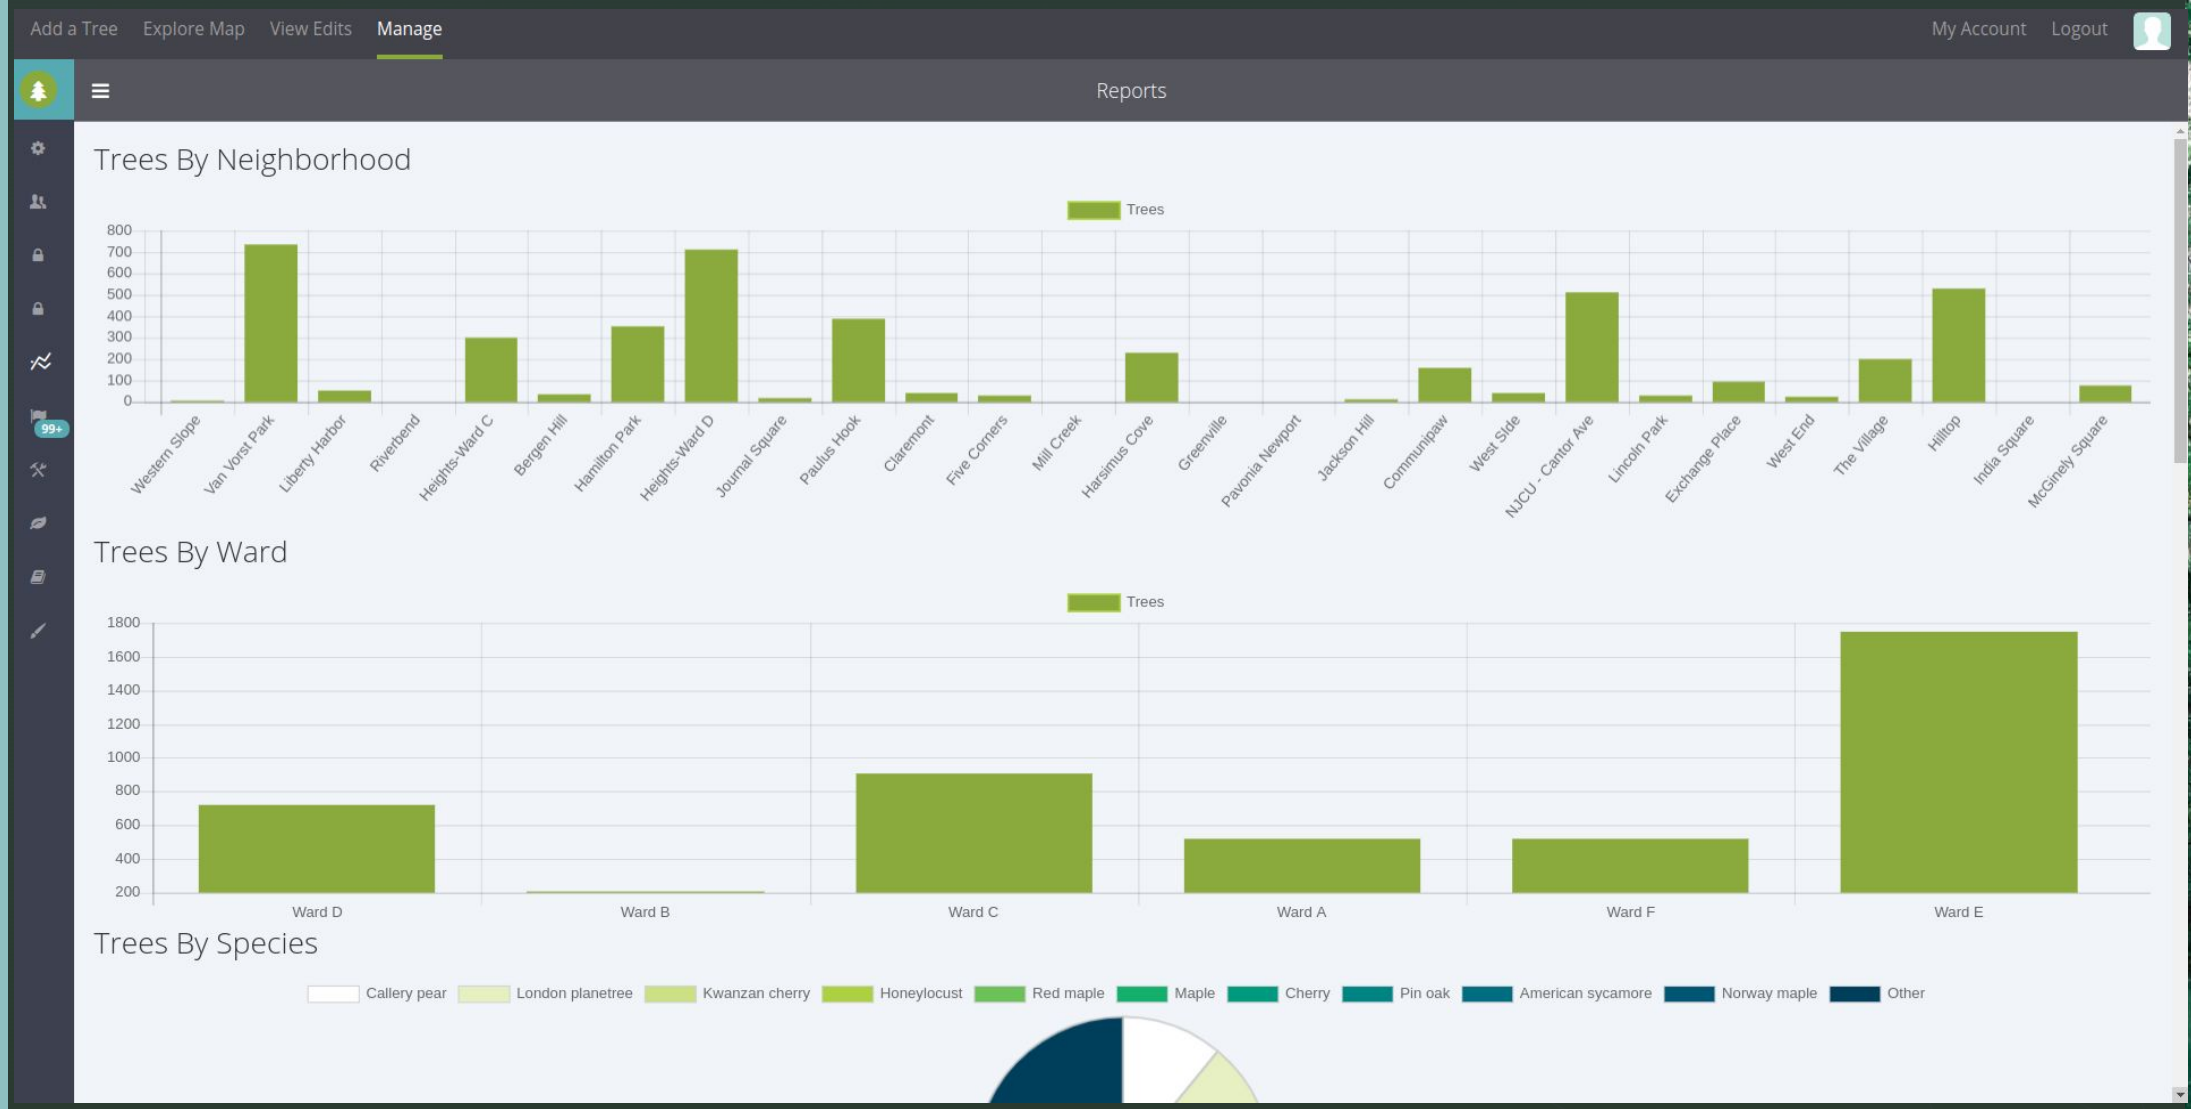 Add a Tree Explore Map View Edits Manage My Account Logout
Reports
99+
Trees By Neighborhood
Trees
800
700
600
500
400
300
200
100
0
Western Slope Van Vorst Park Liberty Harbor Riverbend Heights-Ward C Bergen Hill Hamilton Park Heights-Ward D Journal Square Paulus Hook Claremont Five Corners Mill Creek Harsimus Cove Greenville Pavonia Newport Jackson Hill Communipaw West SIde NJCU - Cantor Ave Lincoln Park Exchange Place West End The Village Hilltop India Square McGinely Square
Trees By Ward
Trees
1800
1600
1400
1200
1000
800
600
400
200
Ward D Ward B Ward C Ward A Ward F Ward E
Trees By Species
Callery pear London planetree Kwanzan cherry Honeylocust Red maple Maple Cherry Pin oak American sycamore Norway maple Other